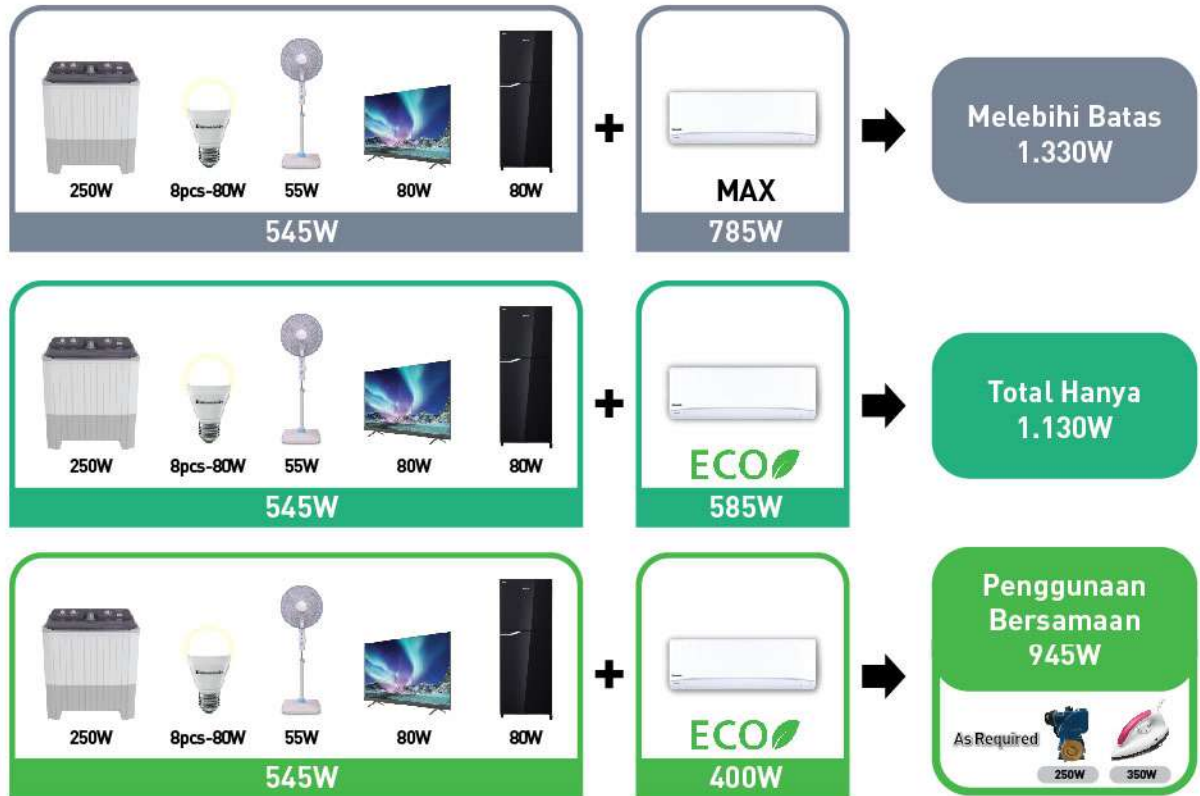 250W
8pcs-80W
55W
80W
80W
545W
+
MAX
785W
Melebihi Batas
1.330W
250W
8pcs-80W
55W
80W
80W
545W
+
ECO
585W
Total Hanya
1.130W
250W
8pcs-80W
55W
80W
80W
545W
+
ECO
400W
Penggunaan
Bersamaan
945W
As Required
250W
350W